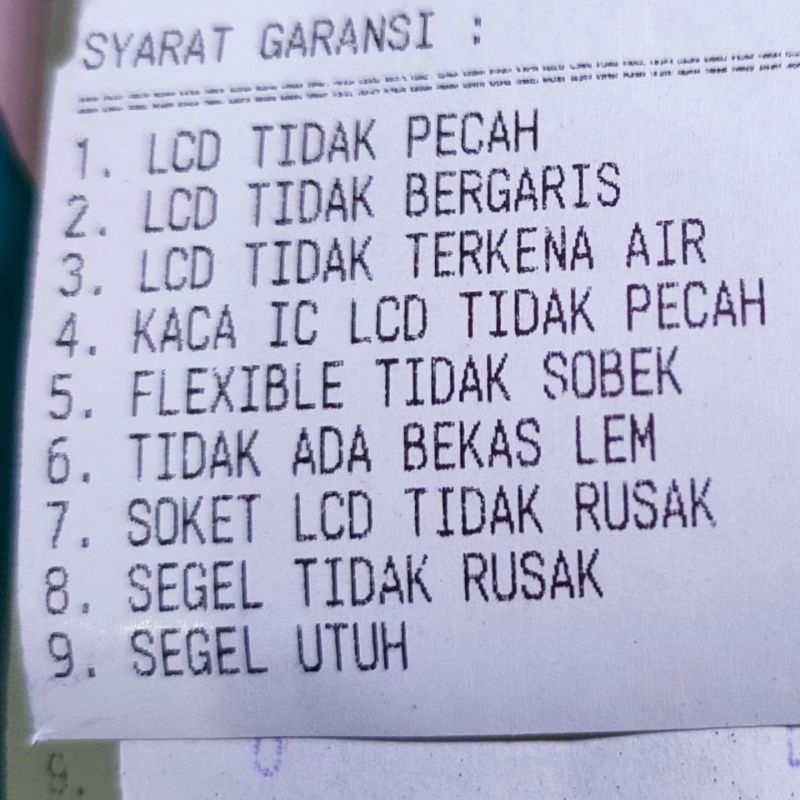 SYARAT GARANSI :
1. LCD TIDAK PECAH
2. LCD TIDAK BERGARIS
3. LCD TIDAK TERKENA AIR
4. KACA IC LCD TIDAK PECAH
5. FLEXIBLE TIDAK SOBEK
6. TIDAK ADA BEKAS LEM
7. SOKET LCD TIDAK RUSAK
8. SEGEL TIDAK RUSAK
9. SEGEL UTUH
9.